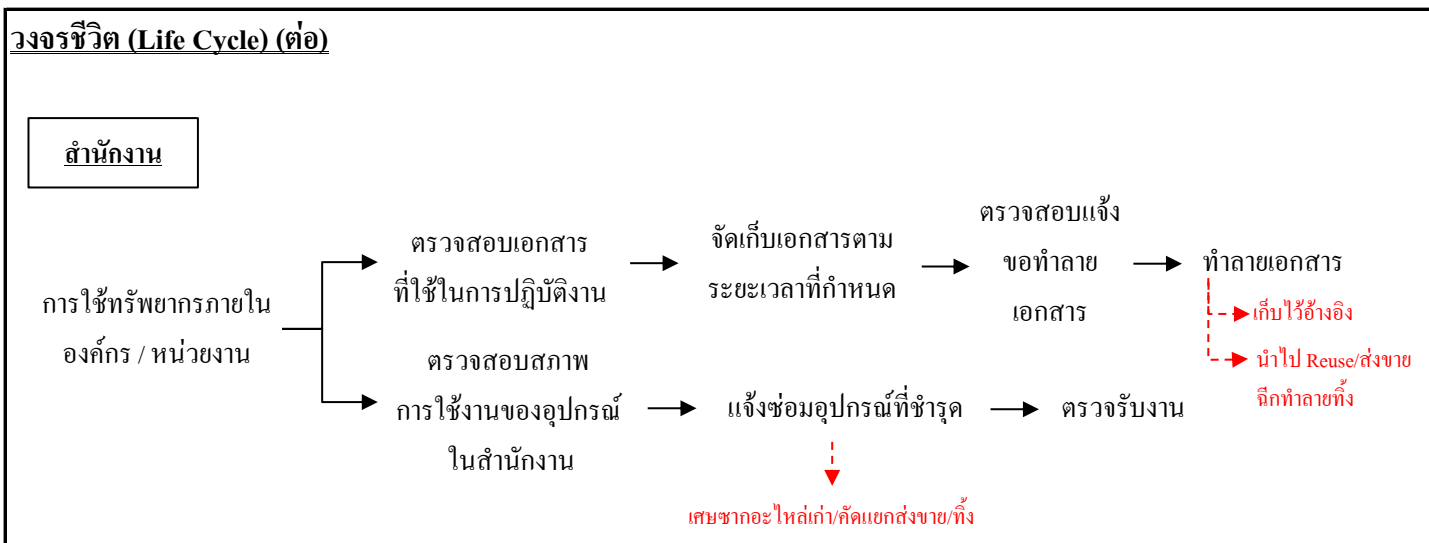 วงจรชีวิต (Life Cycle) (ต่อ)
สำนักงาน
การใช้ทรัพยากรภายใน
องค์กร / หน่วยงาน
ตรวจสอบเอกสาร
ที่ใช้ในการปฏิบัติงาน
จัดเก็บเอกสารตาม
ระยะเวลาที่กำหนด
ตรวจสอบแจ้ง
ขอทำลาย
เอกสาร
ทำลายเอกสาร
เก็บไว้อ้างอิง
นำไป Reuse/ส่งขาย
ฉีกทำลายทิ้ง
ตรวจสอบสภาพ
การใช้งานของอุปกรณ์
ในสำนักงาน
แจ้งซ่อมอุปกรณ์ที่ชำรุด
ตรวจรับงาน
เศษซากอะไหล่เก่า/คัดแยกส่งขาย/ทิ้ง